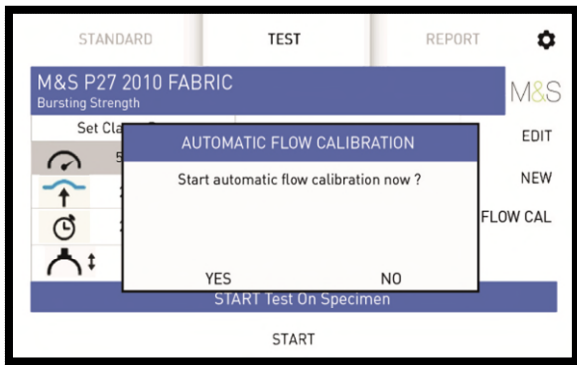 STANDARD TEST REPORT
M&S P27 2010 FABRIC
Bursting Strength
M&S
Set
EDIT
AUTOMATIC FLOW CALIBRATION
Start automatic flow calibration now ?
NEW
FLOW CAL
YES NO
START Test On Specimen
START